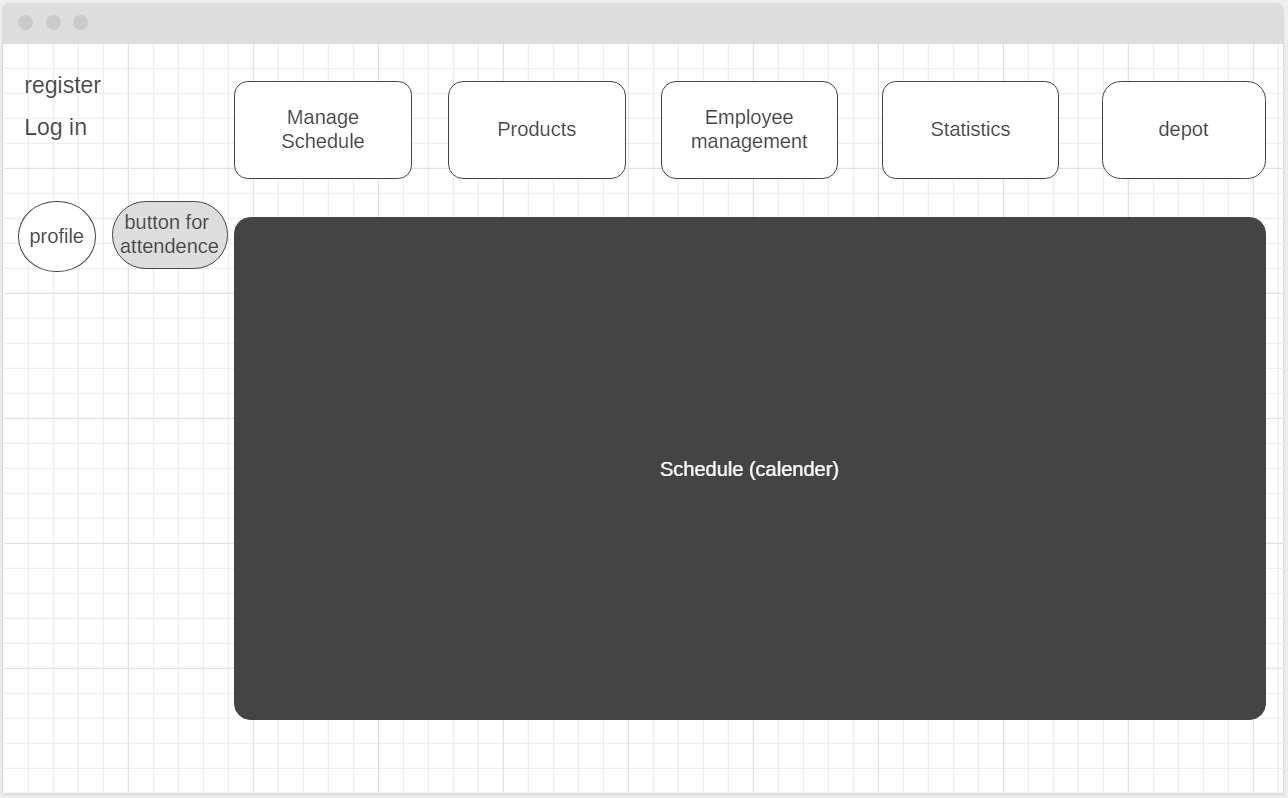 register
Log in
Manage
Schedule
Products
Employee
management
Statistics
depot
profile
button for
attendence
Schedule (calender)